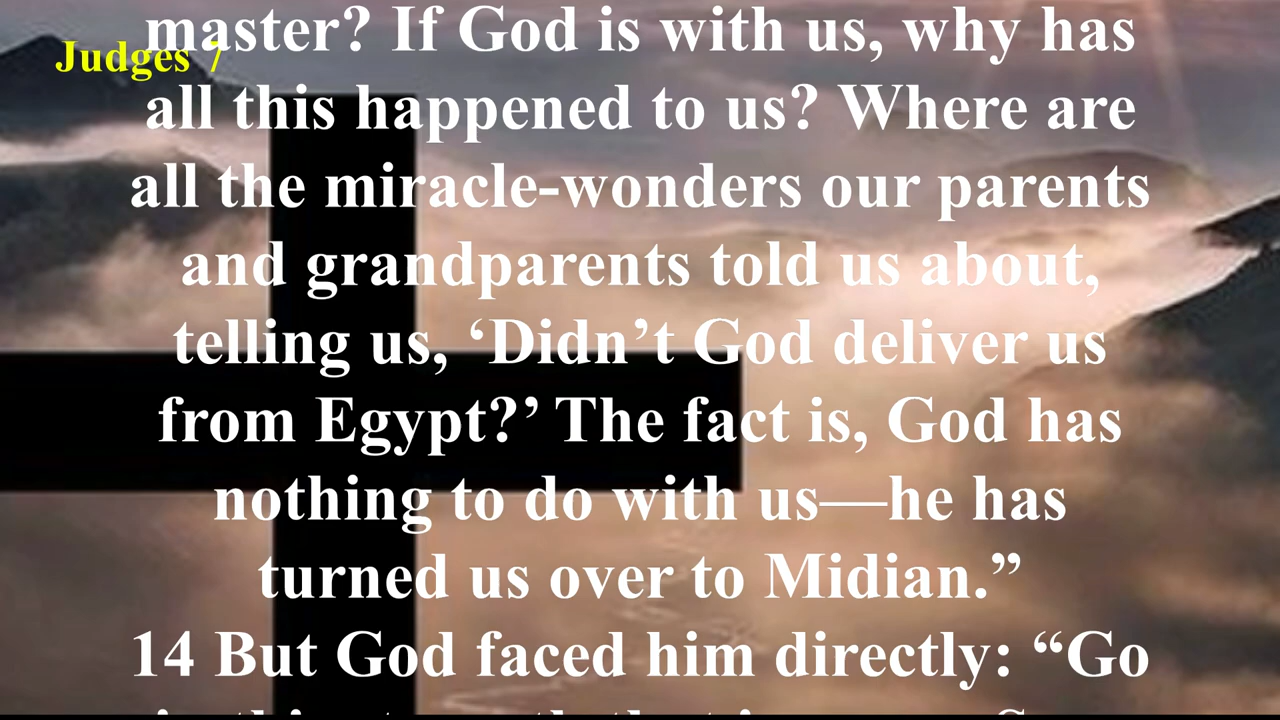 Judges 7
master? If God is with us, why has
all this happened to us? Where are
all the miracle-wonders our parents
and grandparents told us about,
telling us, ‘Didn’t God deliver us
from Egypt?’ The fact is, God has
nothing to do with us—he has
turned us over to Midian.”
14 But God faced him directly: “Go